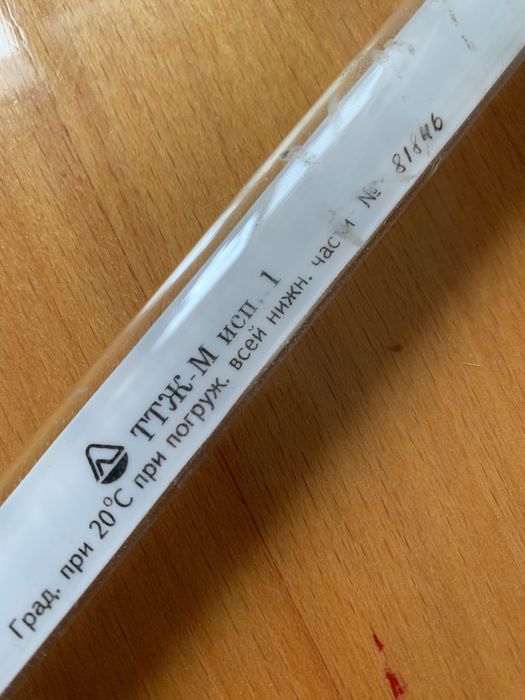 ТТЖ-М исп. 1
Град. при 20°С при погруж. всей нижн. части № 81846